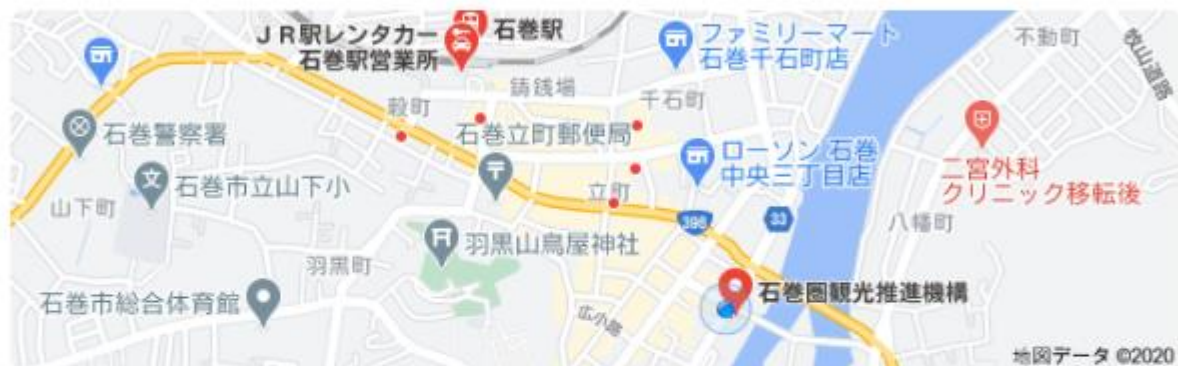 石巻駅
JR駅レンタカー
石巻駅営業所
ファミリーマート
石巻千石町店
不動町
牧山道路
鋳銭場
千石町
穀町
石巻警察署
石巻立町郵便局
ローソン 石巻
中央三丁目店
二宮外科
クリニック移転後
石巻市立山下小
山下町
立町
398
33
八幡町
羽黒山鳥屋神社
羽黒町
石巻市総合体育館
石巻圏観光推進機構
広小路
地図データ ©2020